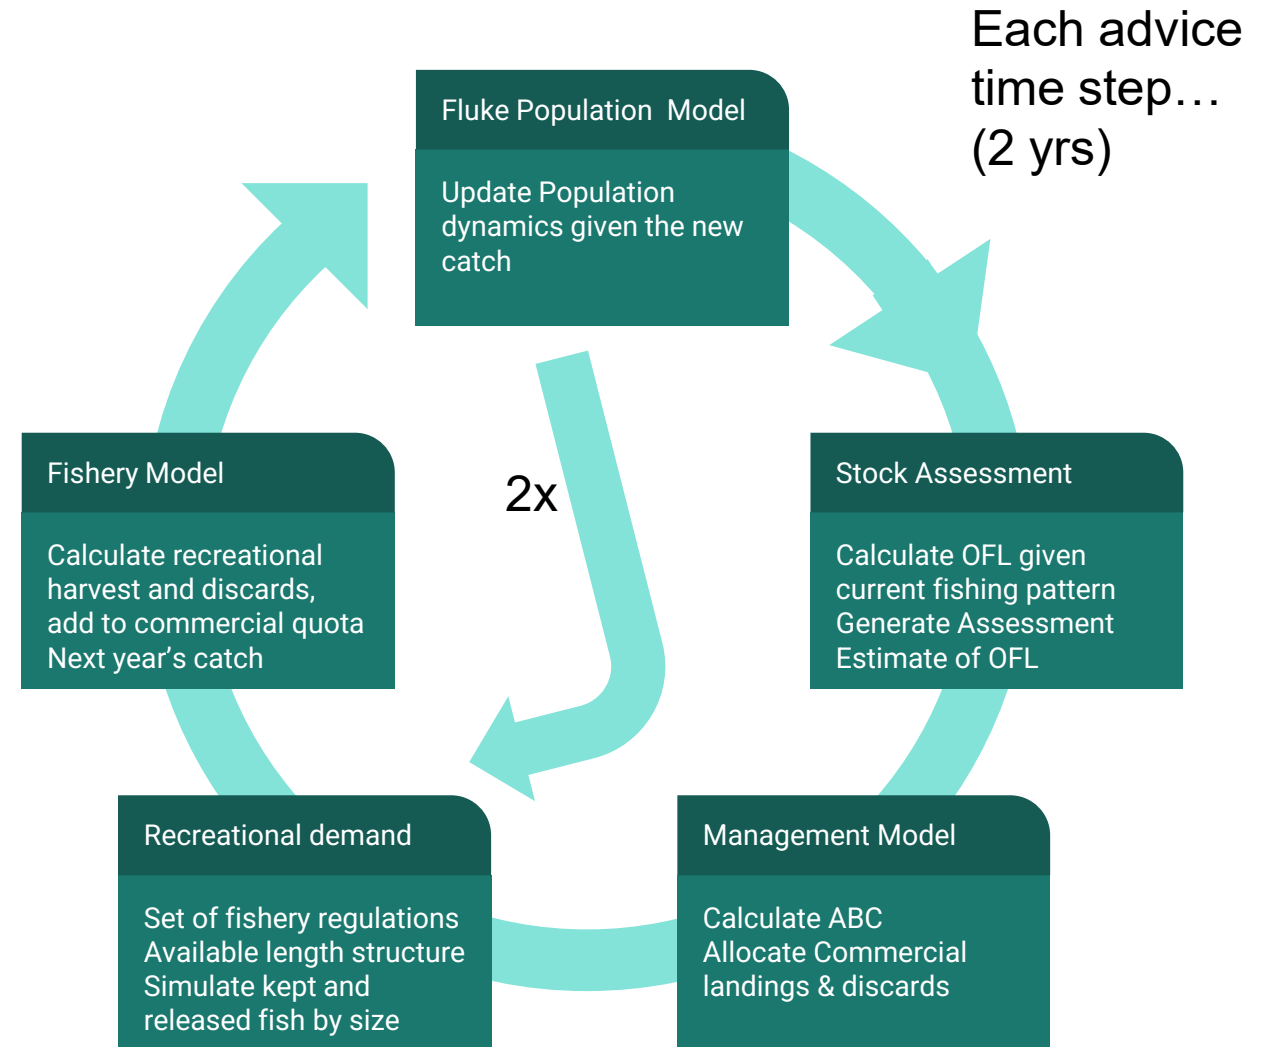 Each advice
time step…
(2 yrs)
Fluke Population  Model
Update Population
dynamics given the new
catch
2x
Fishery Model
Calculate recreational
harvest and discards,
add to commercial quota
Next year's catch
Stock Assessment
Calculate OFL given
current fishing pattern
Generate Assessment
Estimate of OFL
Recreational demand
Set of fishery regulations
Available length structure
Simulate kept and
released fish by size
Management Model
Calculate ABC
Allocate Commercial
landings & discards